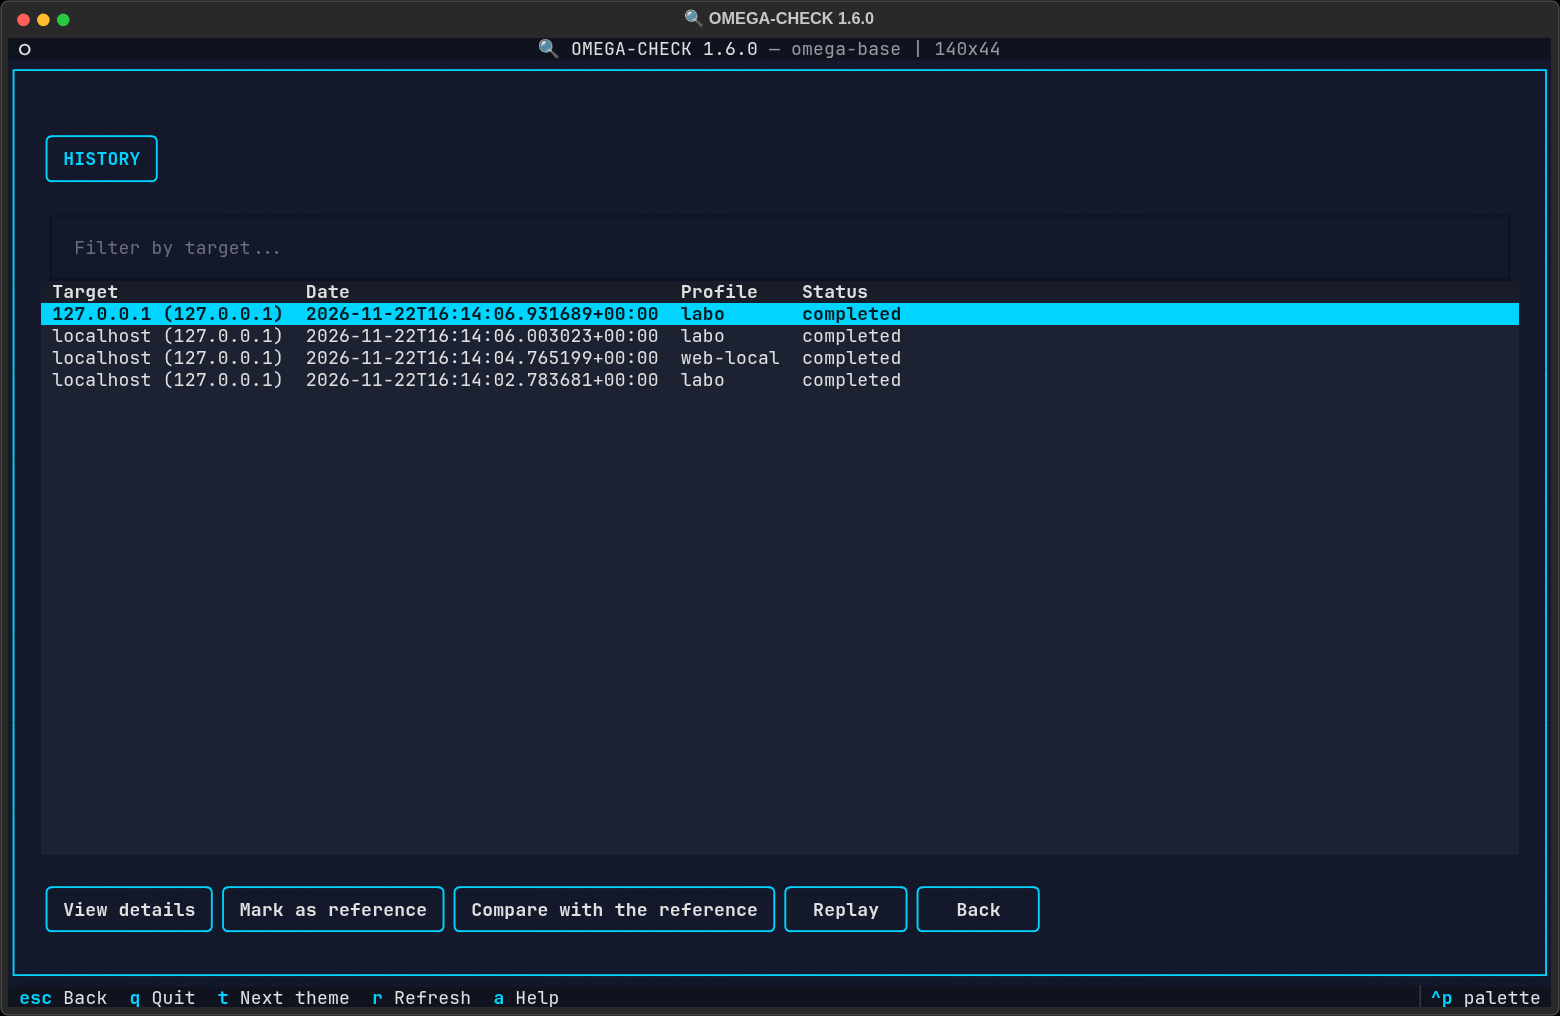 🔍 OMEGA-CHECK 1.6.0
🔍 OMEGA-CHECK 1.6.0 — omega-base | 140x44
HISTORY
Filter by target...
Target Date Profile Status
127.0.0.1 (127.0.0.1) 2026-11-22T16:14:06.931689+00:00 labo completed
localhost (127.0.0.1) 2026-11-22T16:14:06.003023+00:00 labo completed
localhost (127.0.0.1) 2026-11-22T16:14:04.765199+00:00 web-local completed
localhost (127.0.0.1) 2026-11-22T16:14:02.783681+00:00 labo completed
View details Mark as reference Compare with the reference Replay Back
esc Back q Quit t Next theme r Refresh a Help ^p palette